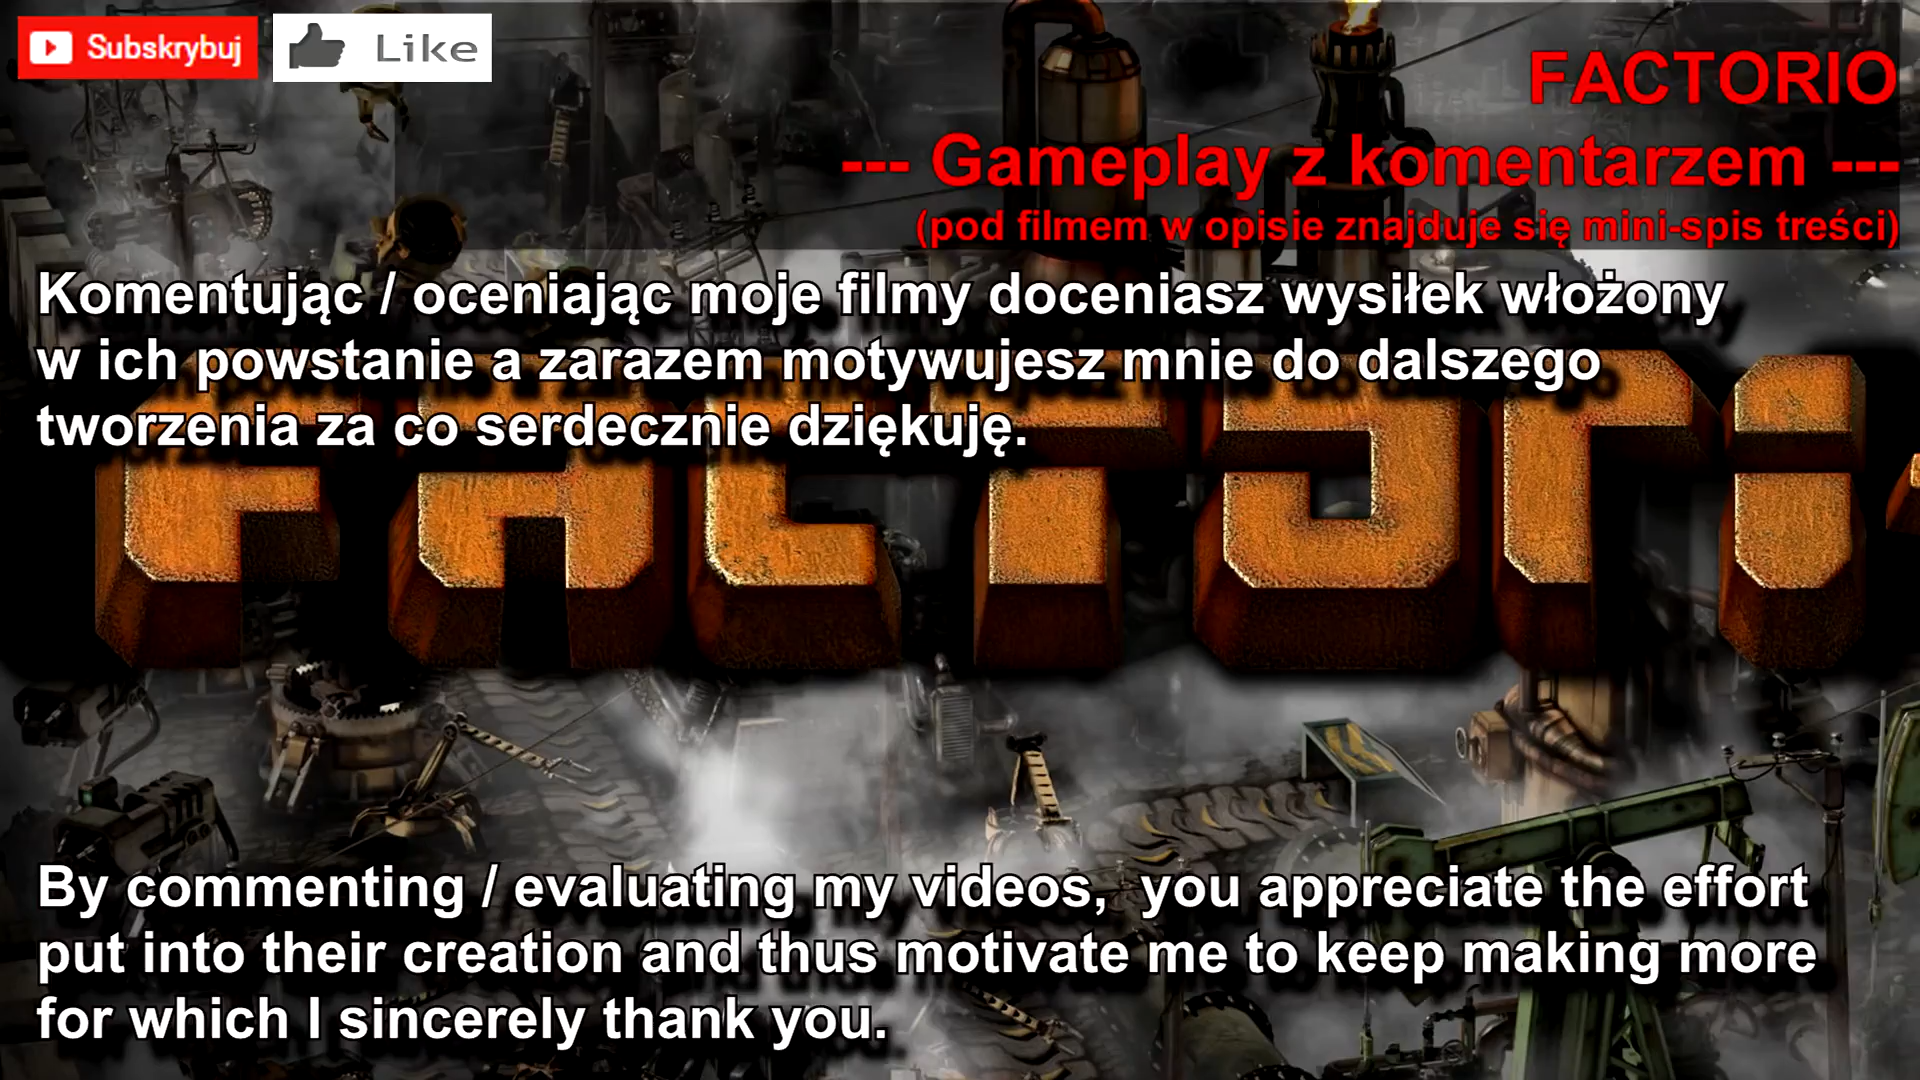 Subskrybuj
Like
FACTORIO
--- Gameplay z komentarzem ---
(pod filmem w opisie znajduje się mini-spis treści)
Komentując / oceniając moje filmy doceniasz wysiłek włożony
w ich powstanie a zarazem motywujesz mnie do dalszego
tworzenia za co serdecznie dziękuję.
FACTORI
By commenting / evaluating my videos,  you appreciate the effort
put into their creation and thus motivate me to keep making more
for which I sincerely thank you.